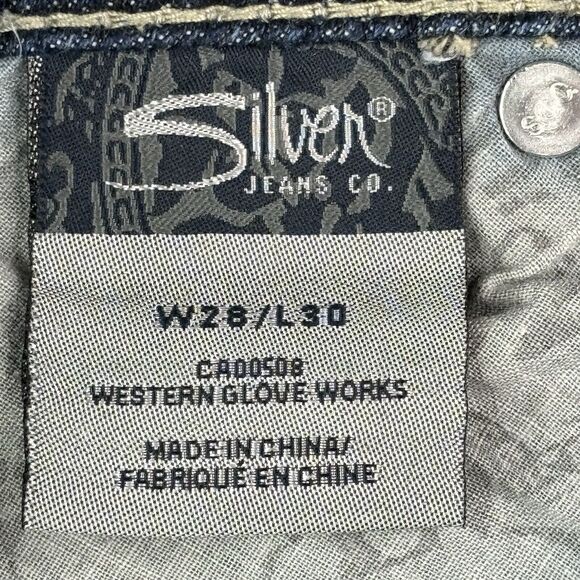 Silver®
JEANS CO.
W28/L30
CA00508
WESTERN GLOVE WORKS
MADE IN CHINA/
FABRIQUÉ EN CHINE